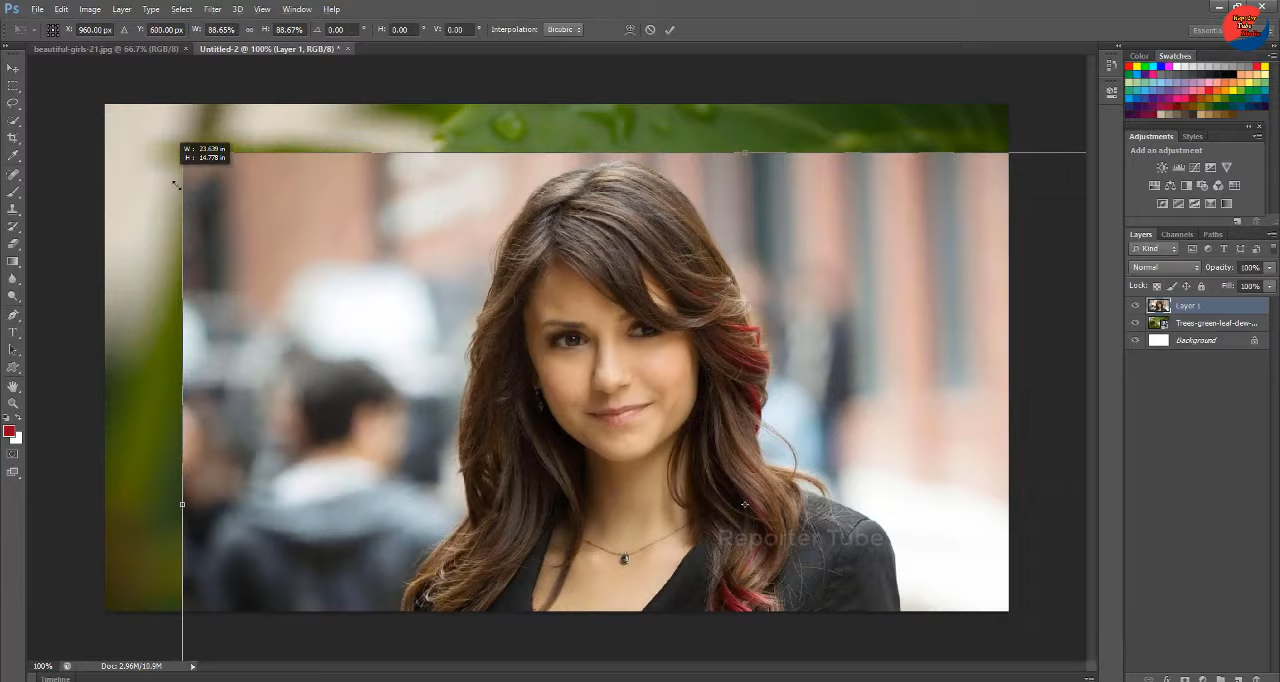 Ps File Edit Image Layer Type Select Filter 3D View Window Help
X: 960.00 px Y: 600.00 px W: 88.65% H: 88.67% 0.00 ° H: 0.00 ° V: 0.00 ° Interpolation: Bicubic
Essenti
Reporter
Tube
Media
beautiful-girls-21.jpg @ 66.7% (RGB/8) × Untitled-2 @ 100% (Layer 1, RGB/8) * ×
Color Swatches
Adjustments Styles
Add an adjustment
W : 23.639 in
H : 14.778 in
Layers Channels Paths
Kind
Normal Opacity: 100%
Lock: Fill: 100%
Layer 1
Trees-green-leaf-dew-...
Background
Reporter Tube
100% Doc: 2.96M/10.9M
Timeline